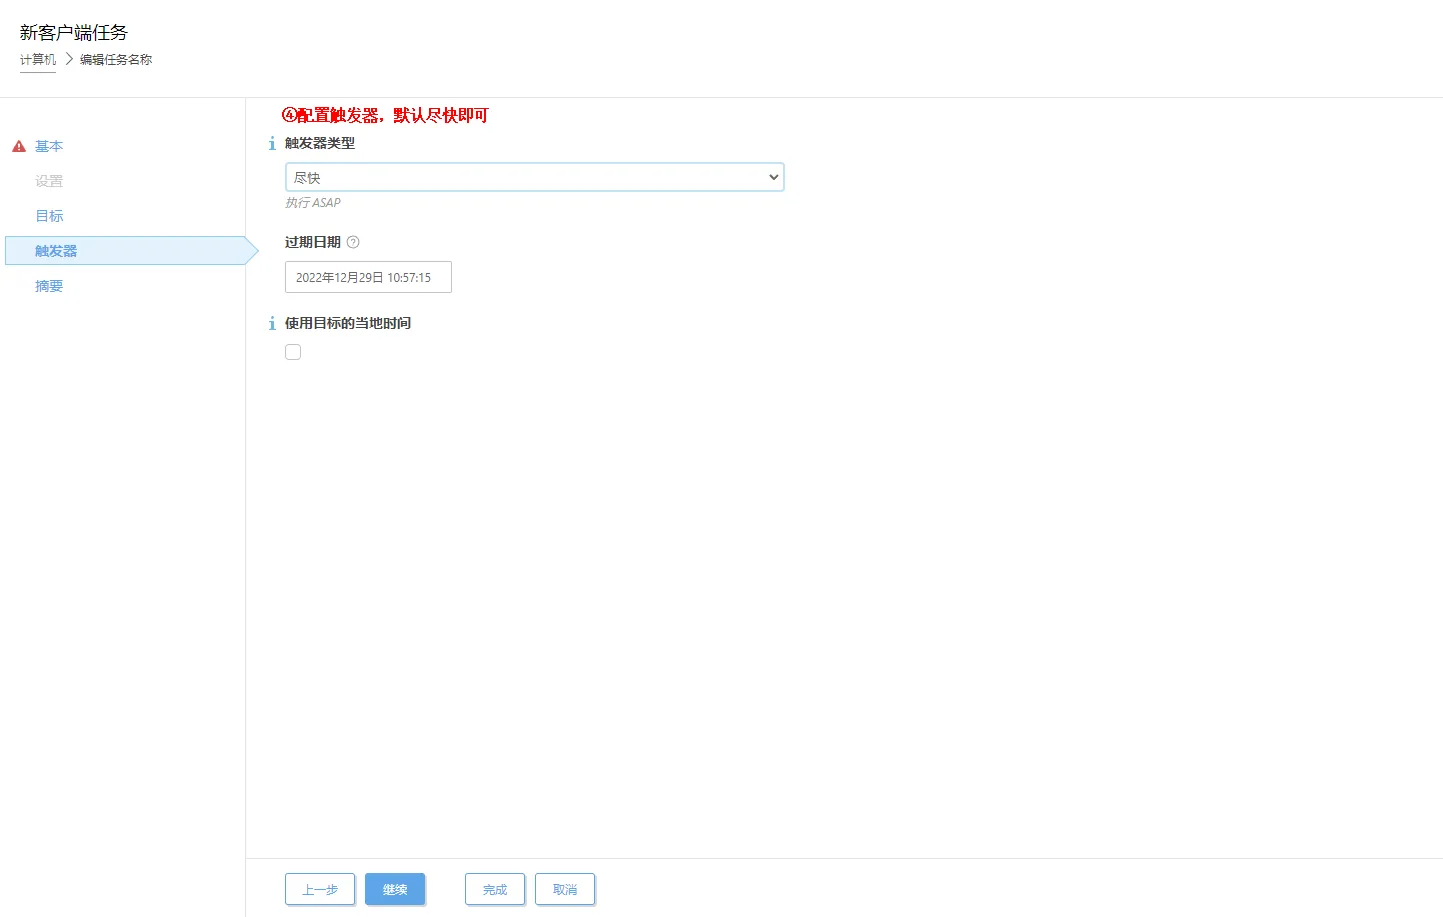 新客户端任务
计算机 > 编辑任务名称
④配置触发器，默认尽快即可
基本
设置
目标
触发器
摘要
触发器类型
尽快
执行 ASAP
过期日期
2022年12月29日 10:57:15
使用目标的当地时间
上一步
继续
完成
取消